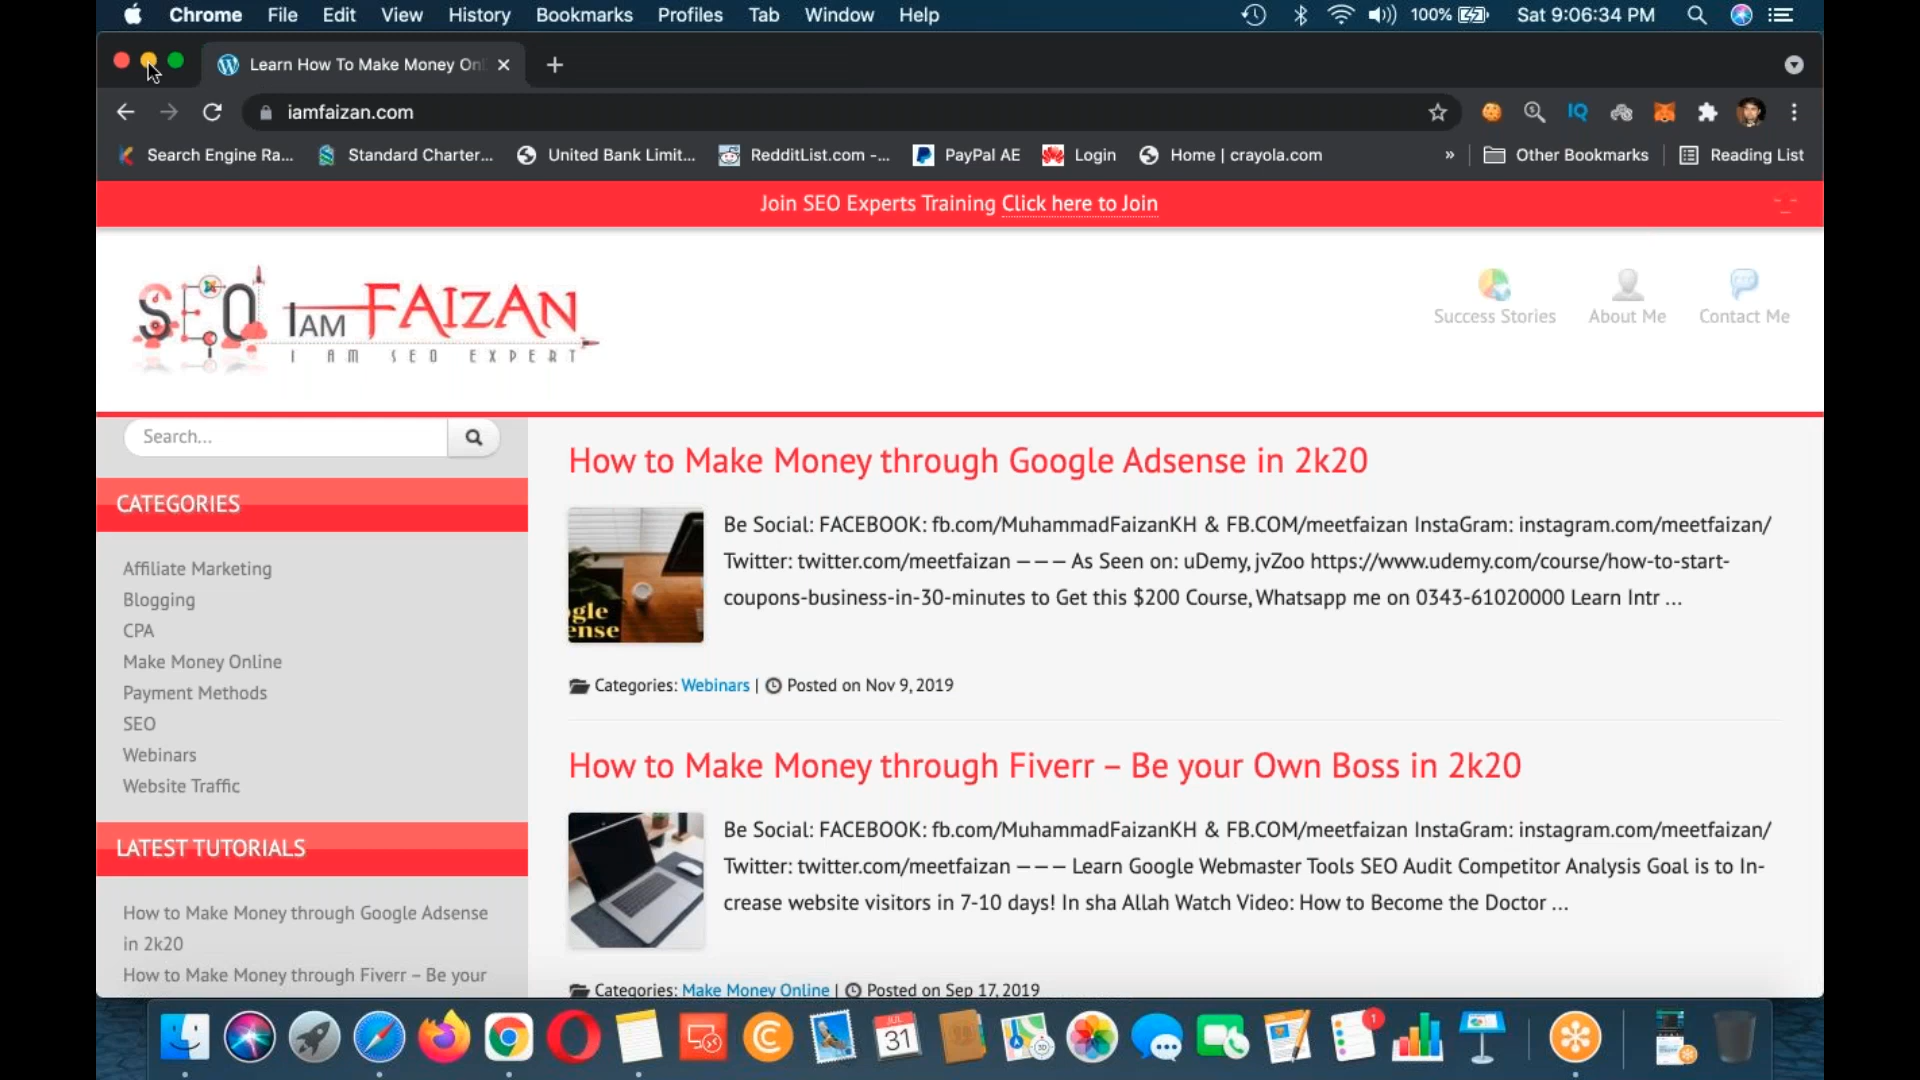 Chrome File Edit View History Bookmarks Profiles Tab Window Help 100% Sat 9:06:34 PM
Learn How To Make Money Onl
iamfaizan.com
IQ
Search Engine Ra... Standard Charter... United Bank Limit... RedditList.com -... PayPal AE Login Home | crayola.com » Other Bookmarks Reading List
Join SEO Experts Training Click here to Join
SEO IAM FAIZAN
I AM SEO EXPERT
Success Stories About Me Contact Me
Search...
CATEGORIES
Affiliate Marketing
Blogging
CPA
Make Money Online
Payment Methods
SEO
Webinars
Website Traffic
LATEST TUTORIALS
How to Make Money through Google Adsense
in 2k20
How to Make Money through Fiverr – Be your
How to Make Money through Google Adsense in 2k20
gle
ense
Be Social: FACEBOOK: fb.com/MuhammadFaizanKH & FB.COM/meetfaizan InstaGram: instagram.com/meetfaizan/
Twitter: twitter.com/meetfaizan ——— As Seen on: uDemy, jvZoo https://www.udemy.com/course/how-to-start-
coupons-business-in-30-minutes to Get this $200 Course, Whatsapp me on 0343-61020000 Learn Intr ...
Categories: Webinars | Posted on Nov 9, 2019
How to Make Money through Fiverr – Be your Own Boss in 2k20
Be Social: FACEBOOK: fb.com/MuhammadFaizanKH & FB.COM/meetfaizan InstaGram: instagram.com/meetfaizan/
Twitter: twitter.com/meetfaizan ——— Learn Google Webmaster Tools SEO Audit Competitor Analysis Goal is to In-
crease website visitors in 7-10 days! In sha Allah Watch Video: How to Become the Doctor ...
Categories: Make Money Online | Posted on Sep 17, 2019
JUL
31
3D
1